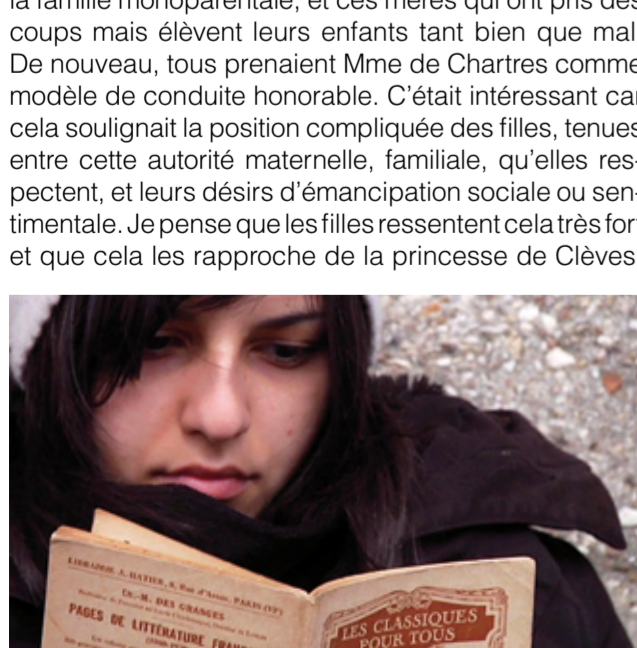 la famille monoparentale, et ces mères qui ont pris des
coups mais élèvent leurs enfants tant bien que mal
De nouveau, tous prenaient Mme de Chartres comme
modèle de conduite honorable. C'était intéressant car
cela soulignait la position compliquée des filles, tenues
entre cette autorité maternelle, familiale, qu'elles res-
pectent, et leurs désirs d'émancipation sociale ou sen-
timentale. Je pense que les filles ressentent cela très for
et que cela les rapproche de la princesse de Clèves
LIBRAIRIE A. HATIER, 8, Rue d'Assas, PARIS (VIe)
CH.-M. DES GRANGES
PAGES DE LITTÉRATURE FRAN
LES CLASSIQUES
POUR TOUS